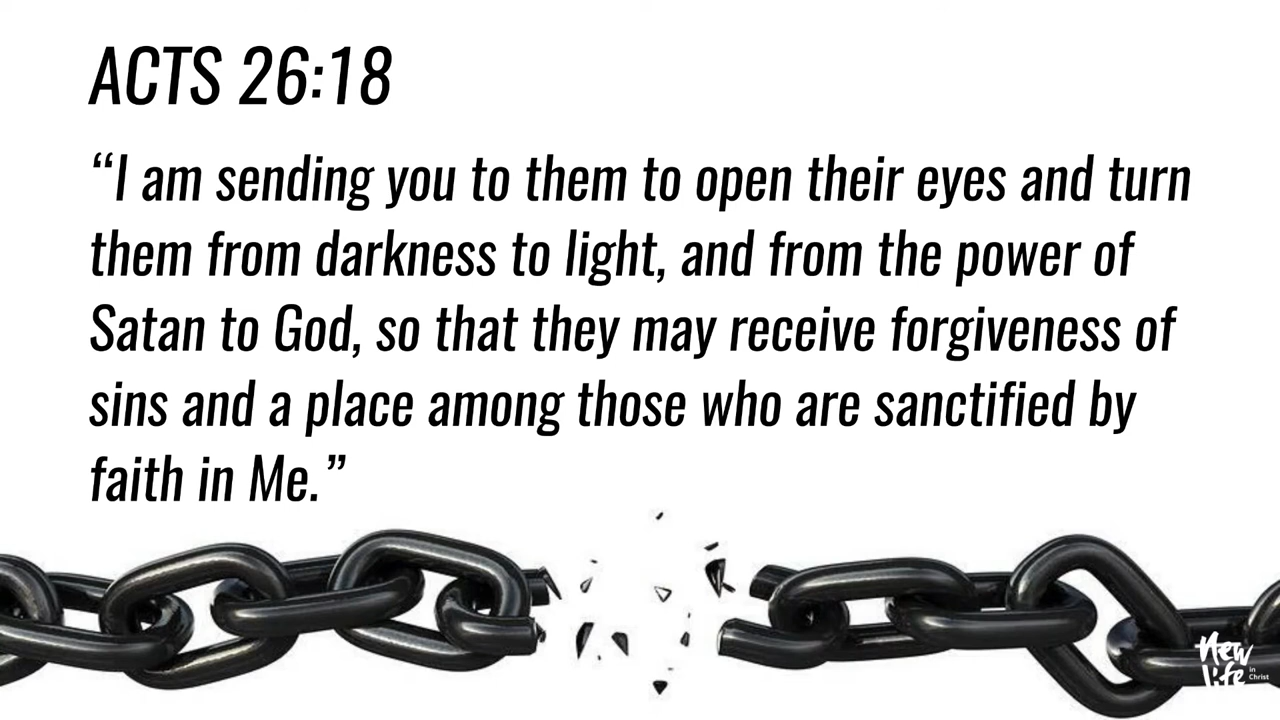 ACTS 26:18
“I am sending you to them to open their eyes and turn
them from darkness to light, and from the power of
Satan to God, so that they may receive forgiveness of
sins and a place among those who are sanctified by
faith in Me.”
New
life in
Christ